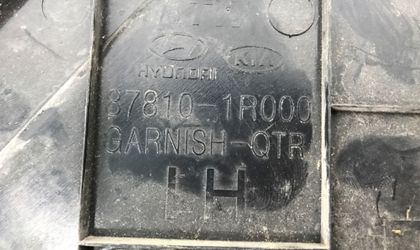 HYUNDAI KIA
87810-1R000
GARNISH-QTR
LH